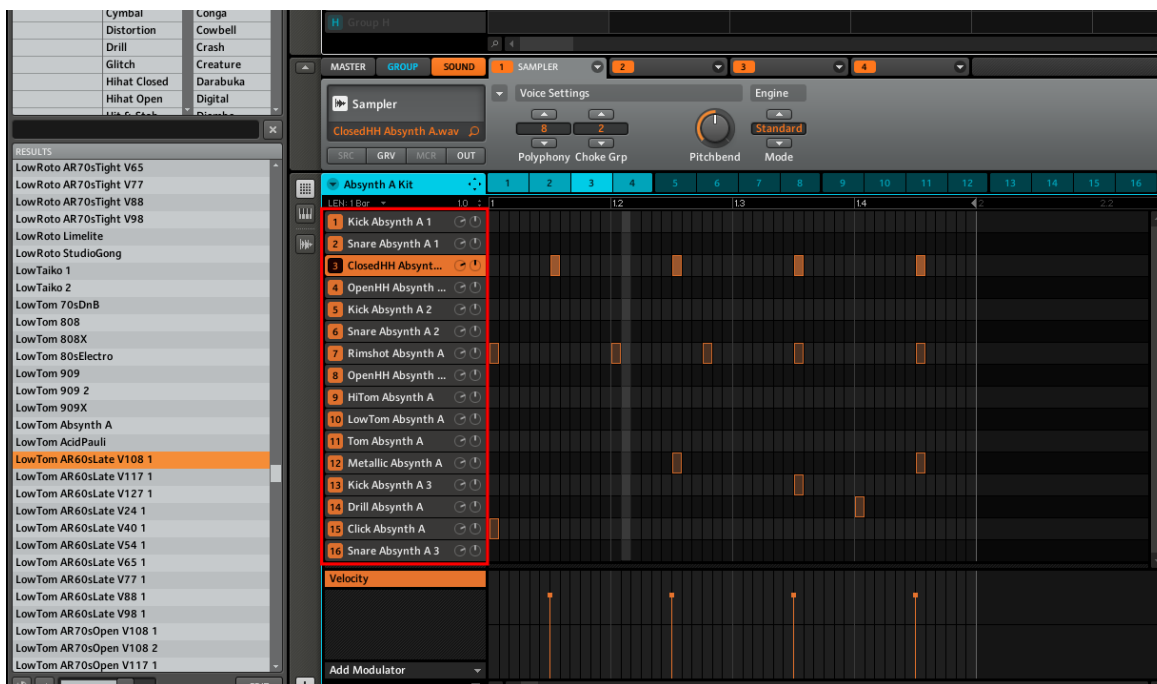 Cymbal
Conga
Distortion
Cowbell
Drill
Crash
Glitch
Creature
Hihat Closed
Darabuka
Hihat Open
Digital
RESULTS
LowRoto AR70sTight V65
LowRoto AR70sTight V77
LowRoto AR70sTight V88
LowRoto AR70sTight V98
LowRoto Limelite
LowRoto StudioGong
LowTaiko 1
LowTaiko 2
LowTom 70sDnB
LowTom 808
LowTom 808X
LowTom 80sElectro
LowTom 909
LowTom 909 2
LowTom 909X
LowTom Absynth A
LowTom AcidPauli
LowTom AR60sLate V108 1
LowTom AR60sLate V117 1
LowTom AR60sLate V127 1
LowTom AR60sLate V24 1
LowTom AR60sLate V40 1
LowTom AR60sLate V54 1
LowTom AR60sLate V65 1
LowTom AR60sLate V77 1
LowTom AR60sLate V88 1
LowTom AR60sLate V98 1
LowTom AR70sOpen V108 1
LowTom AR70sOpen V108 2
LowTom AR70sOpen V117 1
H Group H
MASTER GROUP SOUND 1 SAMPLER 2 3 4
Sampler
ClosedHH Absynth A.wav
SRC GRV MCR OUT
Voice Settings
Engine
8 2 Standard
Polyphony Choke Grp Pitchbend Mode
Absynth A Kit
1 2 3 4 5 6 7 8 9 10 11 12 13 14 15 16
LEN: 1 Bar 1.0 1 1.2 1.3 1.4 2 2.2
1 Kick Absynth A 1
2 Snare Absynth A 1
3 ClosedHH Absynt...
4 OpenHH Absynth ...
5 Kick Absynth A 2
6 Snare Absynth A 2
7 Rimshot Absynth A
8 OpenHH Absynth ...
9 HiTom Absynth A
10 LowTom Absynth A
11 Tom Absynth A
12 Metallic Absynth A
13 Kick Absynth A 3
14 Drill Absynth A
15 Click Absynth A
16 Snare Absynth A 3
Velocity
Add Modulator